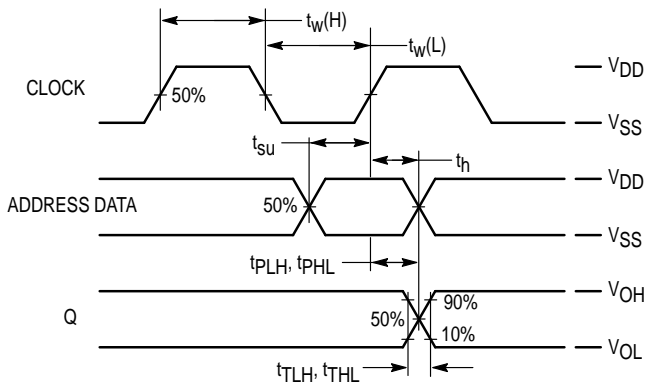 tw(H)
tw(L)
VDD
CLOCK
50%
VSS
tsu
th
VDD
ADDRESS DATA
50%
VSS
tPLH, tPHL
VOH
90%
Q
50%
10%
VOL
tTLH, tTHL